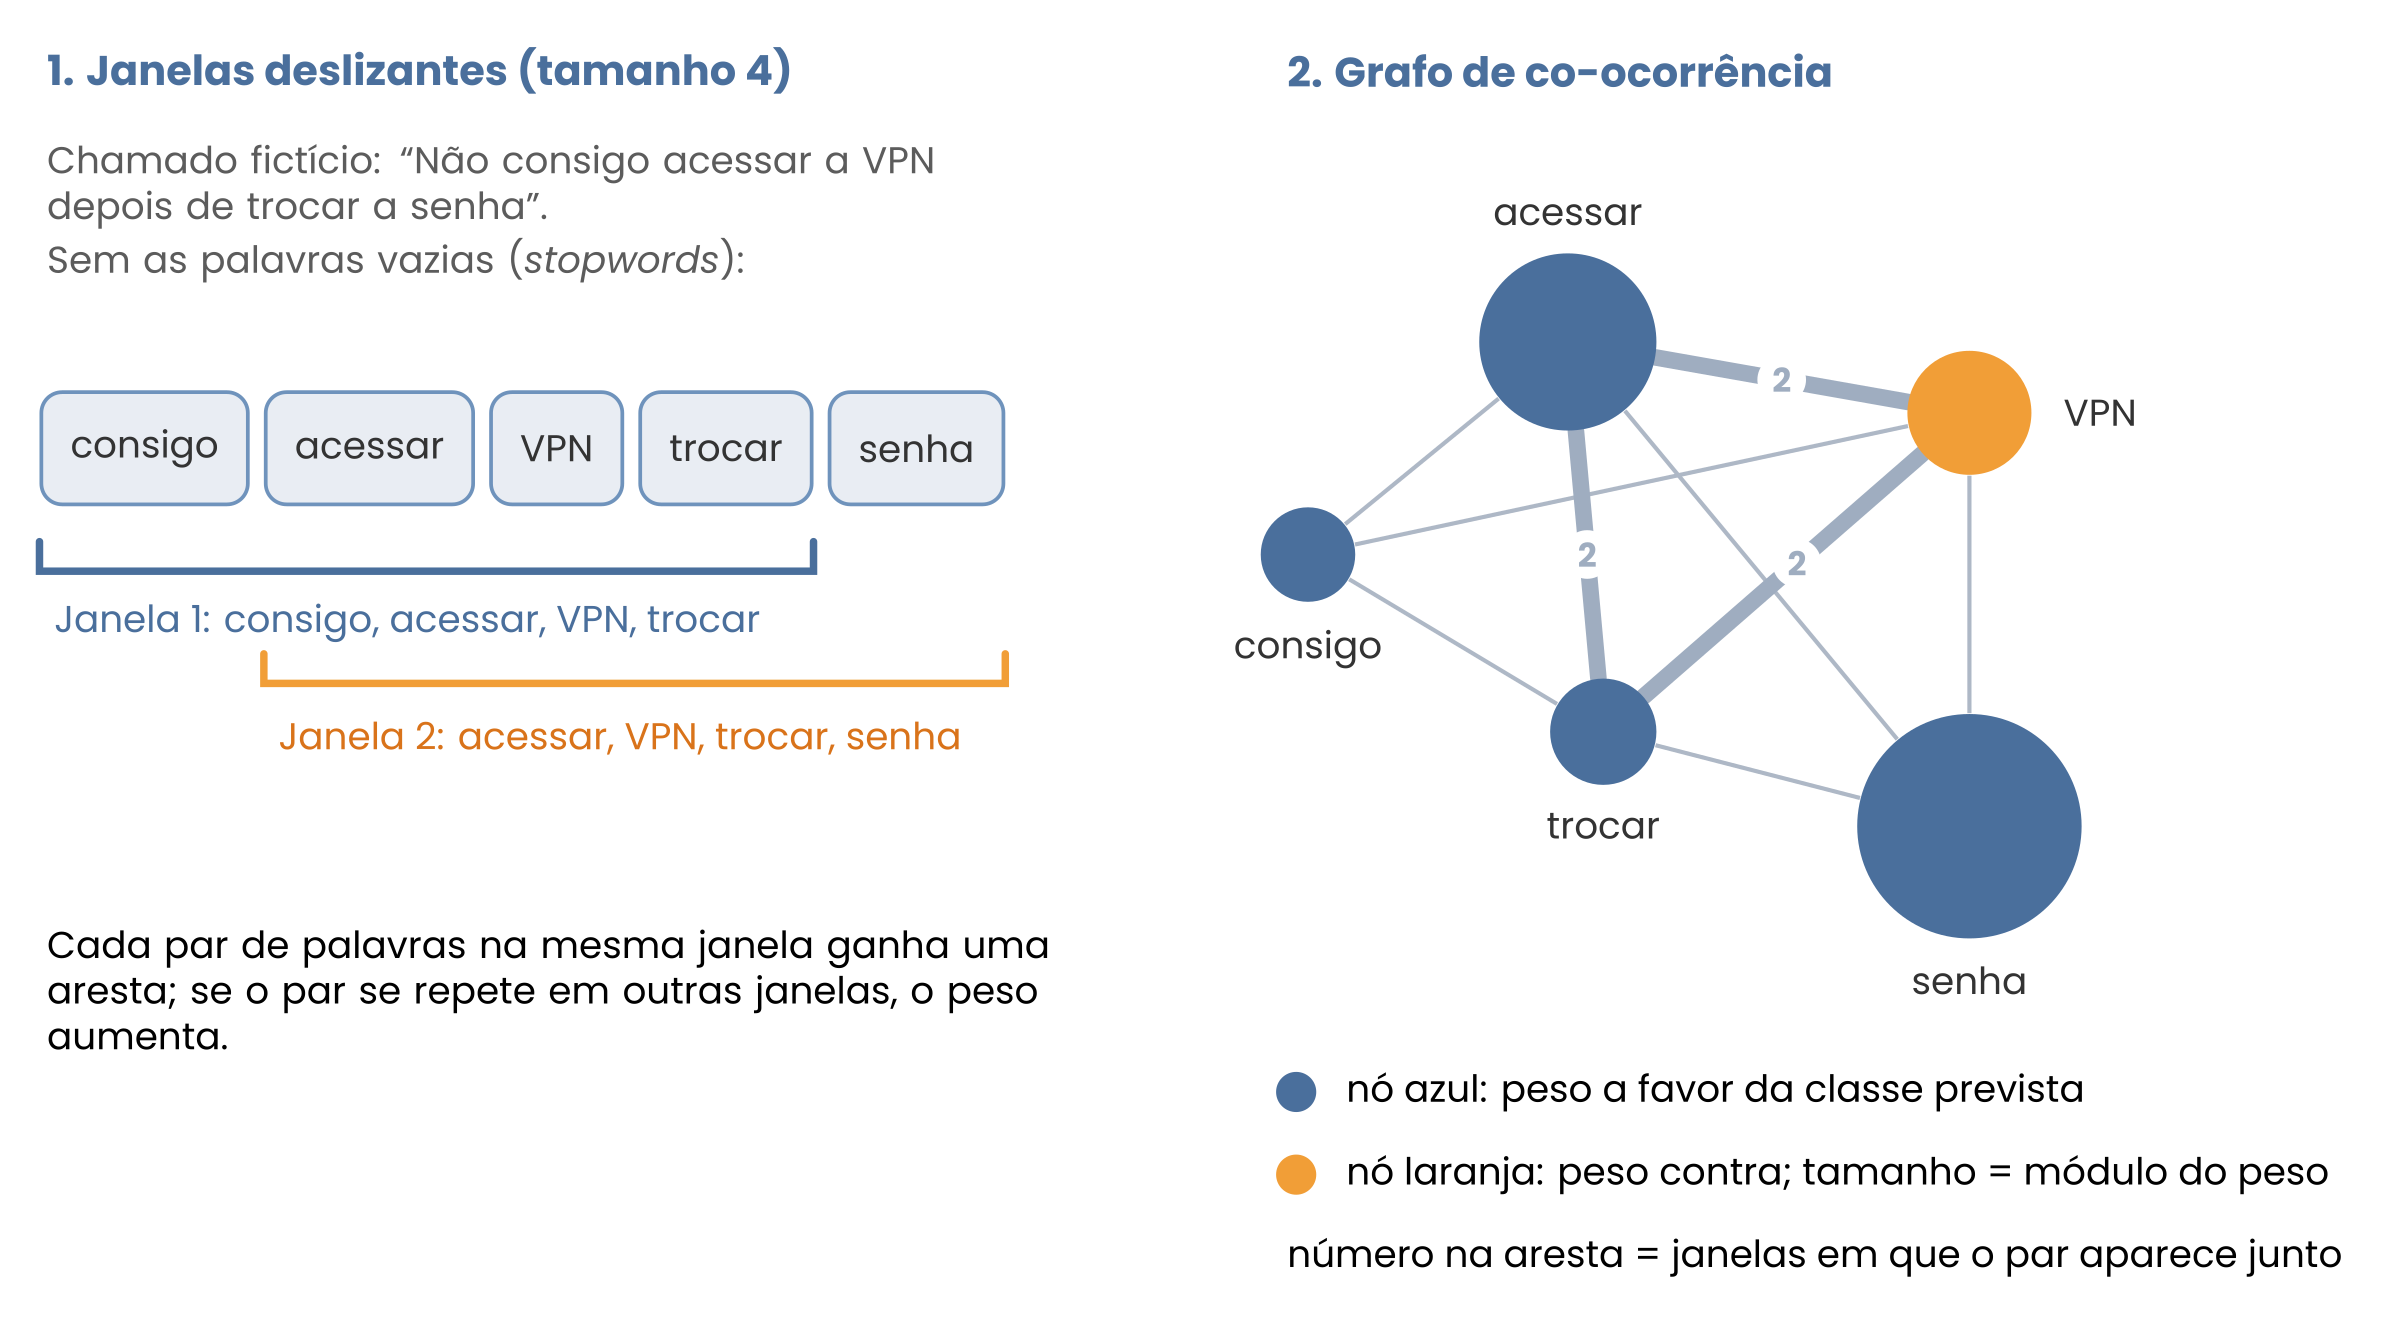 1. Janelas deslizantes (tamanho 4)
Chamado fictício: “Não consigo acessar a VPN
depois de trocar a senha”.
Sem as palavras vazias (stopwords):
consigo
acessar
VPN
trocar
senha
Janela 1: consigo, acessar, VPN, trocar
Janela 2: acessar, VPN, trocar, senha
Cada par de palavras na mesma janela ganha uma
aresta; se o par se repete em outras janelas, o peso
aumenta.
2. Grafo de co-ocorrência
acessar
2
VPN
2
2
consigo
trocar
senha
nó azul: peso a favor da classe prevista
nó laranja: peso contra; tamanho = módulo do peso
número na aresta = janelas em que o par aparece junto